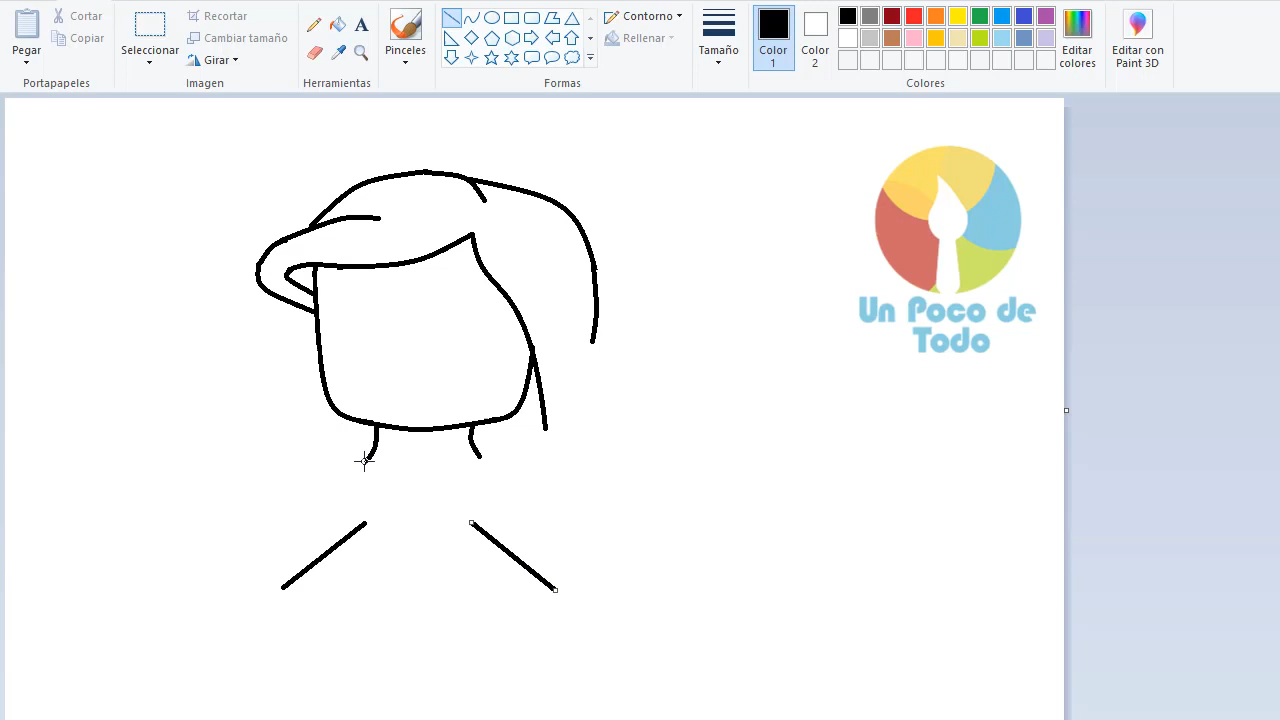 Pegar
Cortar
Copiar
Portapapeles
Seleccionar
Recortar
Cambiar tamaño
Girar
Imagen
A
Herramientas
Pinceles
Contorno
Rellenar
Formas
Tamaño
Color
1
Color
2
Editar
colores
Colores
Editar con
Paint 3D
Un Poco de
Todo